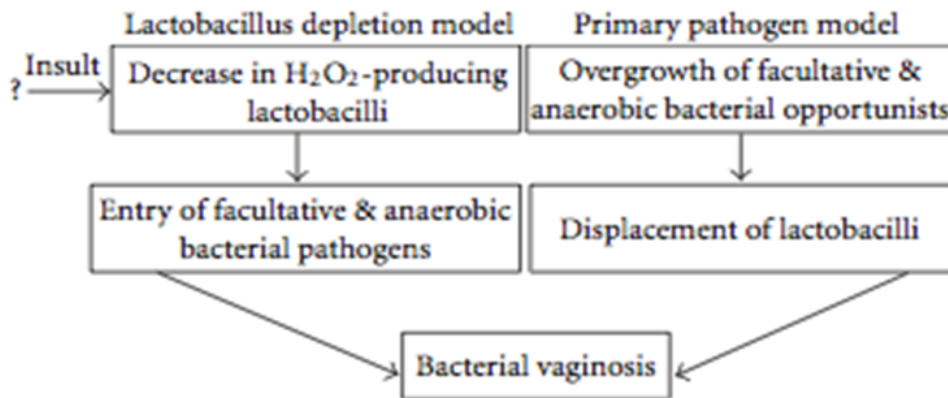 Lactobacillus depletion model
Primary pathogen model
Insult
?
Decrease in H₂O₂-producing
lactobacilli
Overgrowth of facultative &
anaerobic bacterial opportunists
Entry of facultative & anaerobic
bacterial pathogens
Displacement of lactobacilli
Bacterial vaginosis